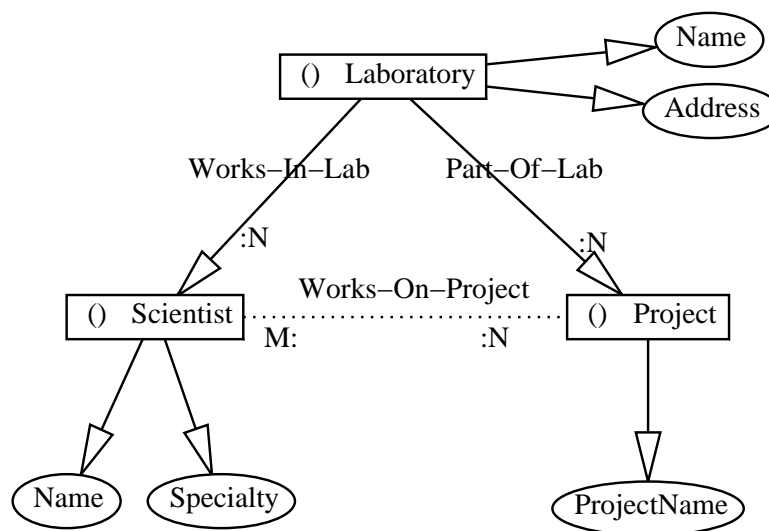 Name
() Laboratory
Address
Works–In–Lab
Part–Of–Lab
:N
:N
Works–On–Project
() Scientist
() Project
M:
:N
Name
Specialty
ProjectName